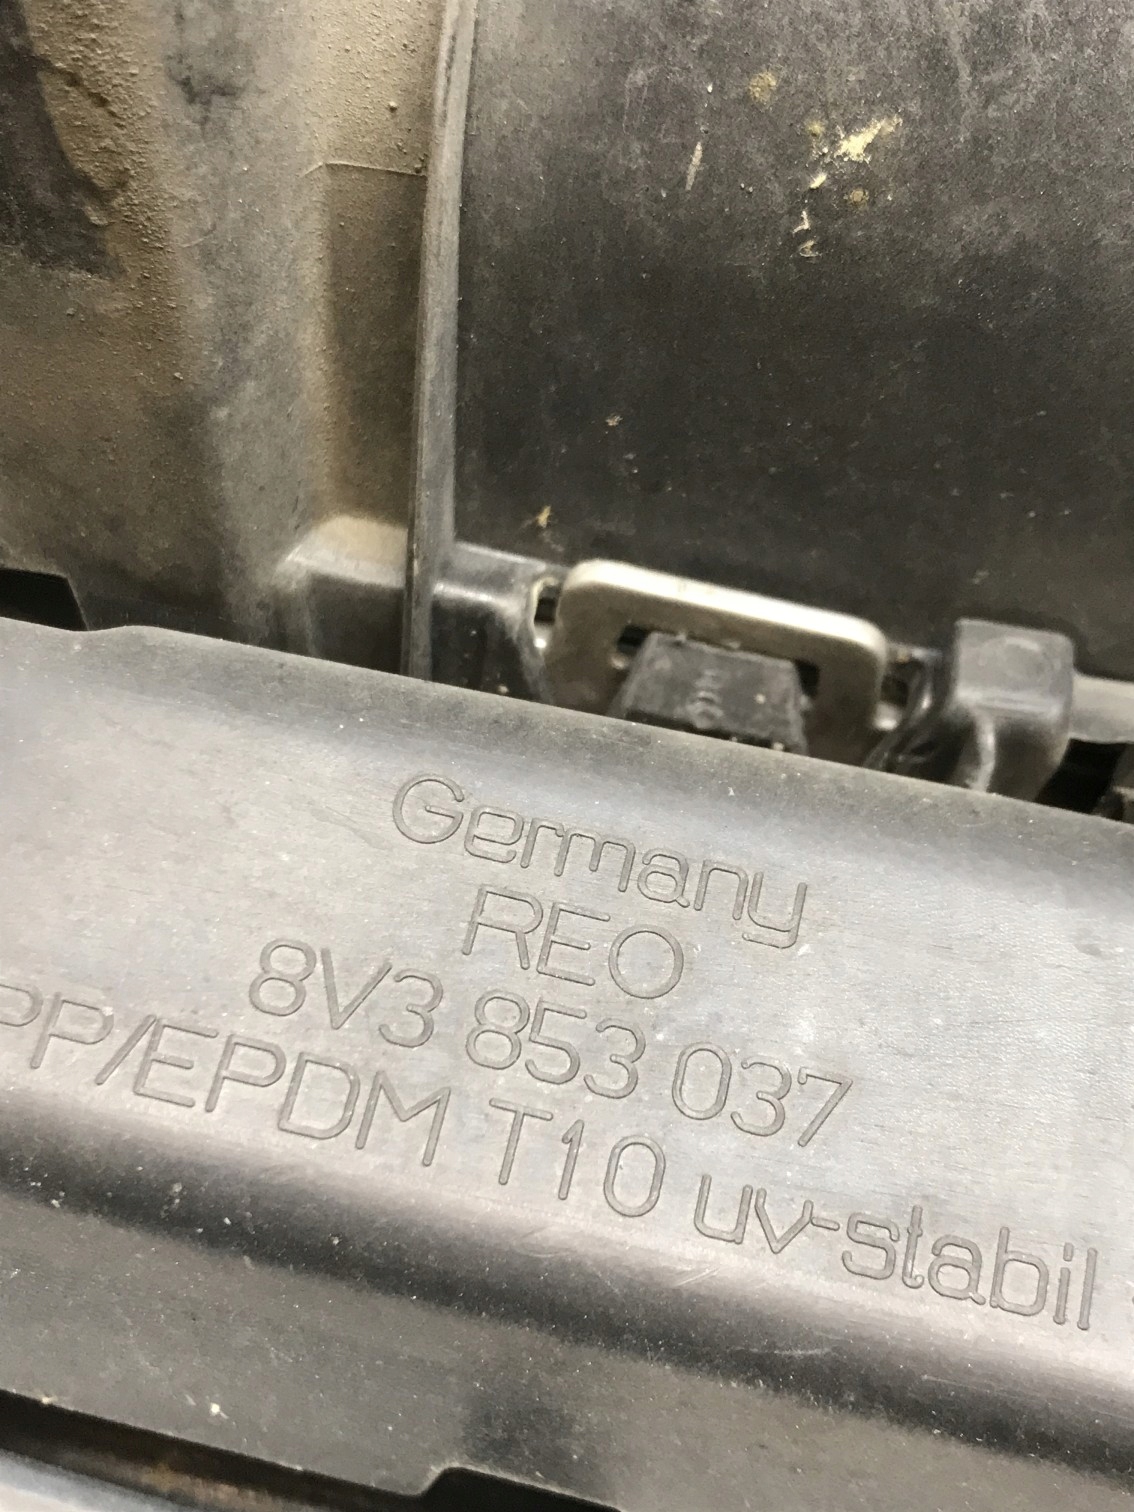 Germany
REO
8V3 853 037
PP/EPDM T10 uv-stabil